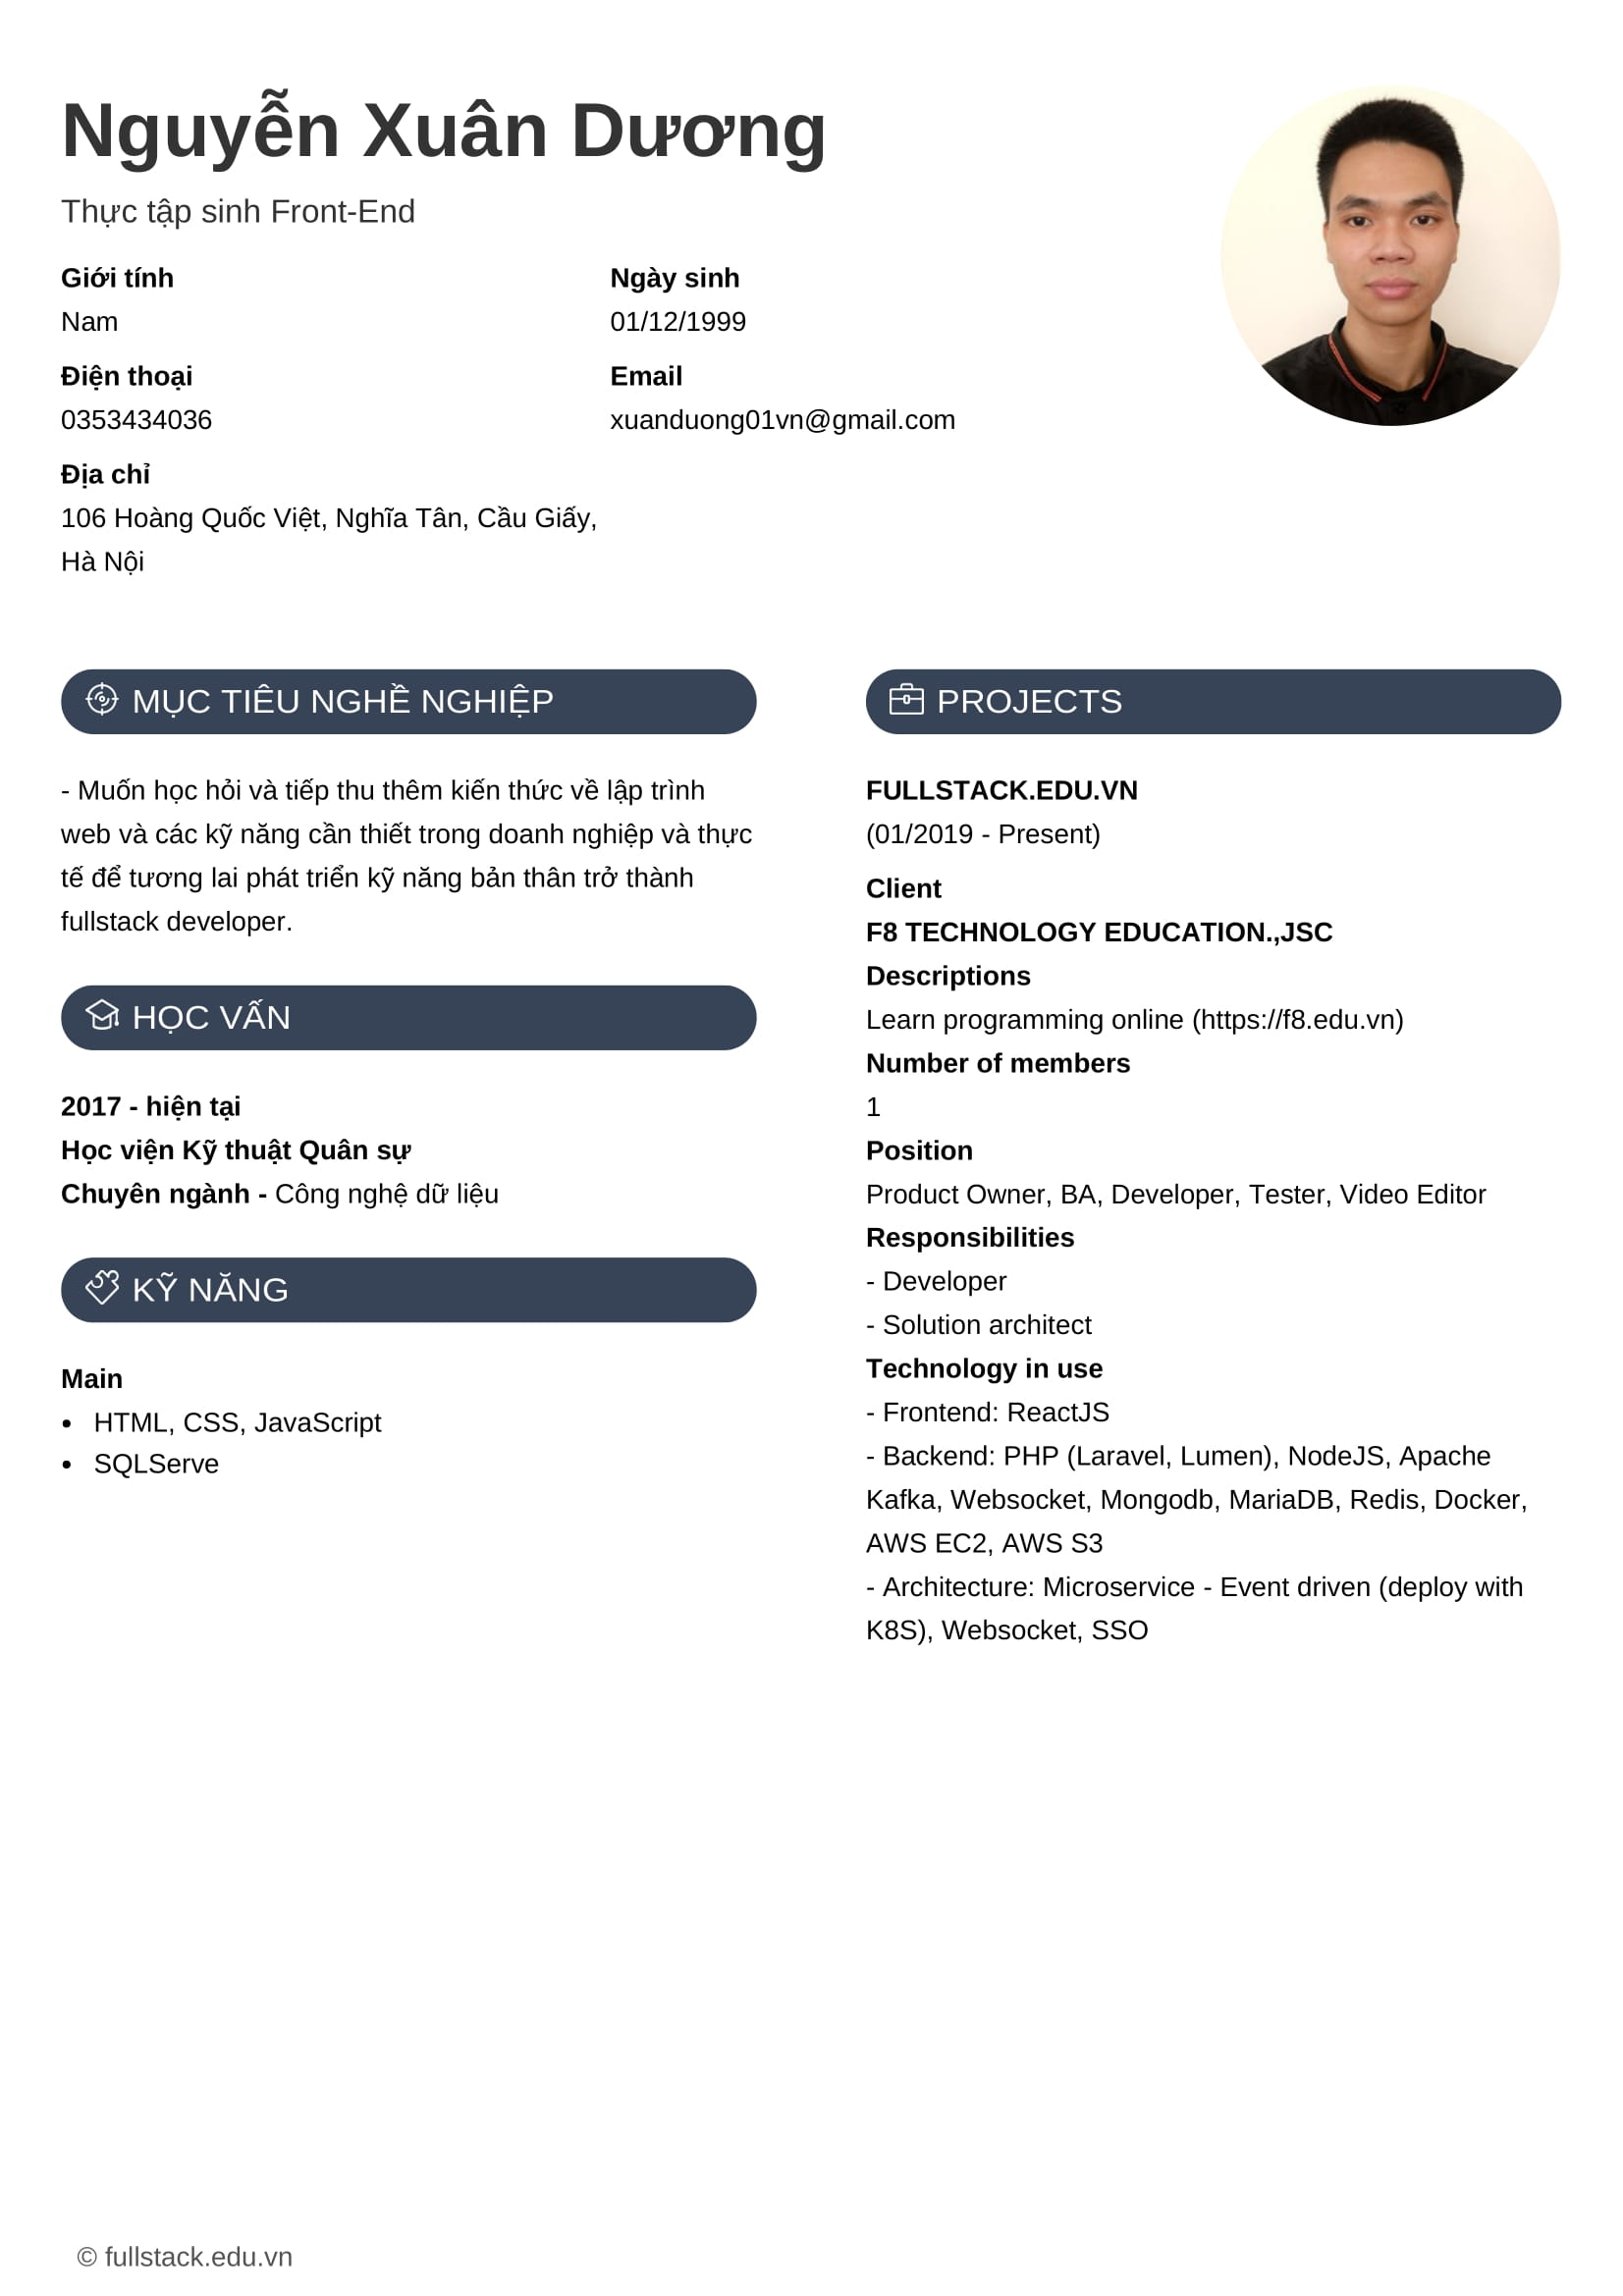 Nguyễn Xuân Dương
Thực tập sinh Front-End
Giới tính
Nam
Ngày sinh
01/12/1999
Điện thoại
0353434036
Email
xuanduong01vn@gmail.com
Địa chỉ
106 Hoàng Quốc Việt, Nghĩa Tân, Cầu Giấy,
Hà Nội
MỤC TIÊU NGHỀ NGHIỆP
- Muốn học hỏi và tiếp thu thêm kiến thức về lập trình
web và các kỹ năng cần thiết trong doanh nghiệp và thực
tế để tương lai phát triển kỹ năng bản thân trở thành
fullstack developer.
HỌC VẤN
2017 - hiện tại
Học viện Kỹ thuật Quân sự
Chuyên ngành - Công nghệ dữ liệu
KỸ NĂNG
Main
• HTML, CSS, JavaScript
• SQLServe
PROJECTS
FULLSTACK.EDU.VN
(01/2019 - Present)
Client
F8 TECHNOLOGY EDUCATION.,JSC
Descriptions
Learn programming online (https://f8.edu.vn)
Number of members
1
Position
Product Owner, BA, Developer, Tester, Video Editor
Responsibilities
- Developer
- Solution architect
Technology in use
- Frontend: ReactJS
- Backend: PHP (Laravel, Lumen), NodeJS, Apache
Kafka, Websocket, Mongodb, MariaDB, Redis, Docker,
AWS EC2, AWS S3
- Architecture: Microservice - Event driven (deploy with
K8S), Websocket, SSO
© fullstack.edu.vn